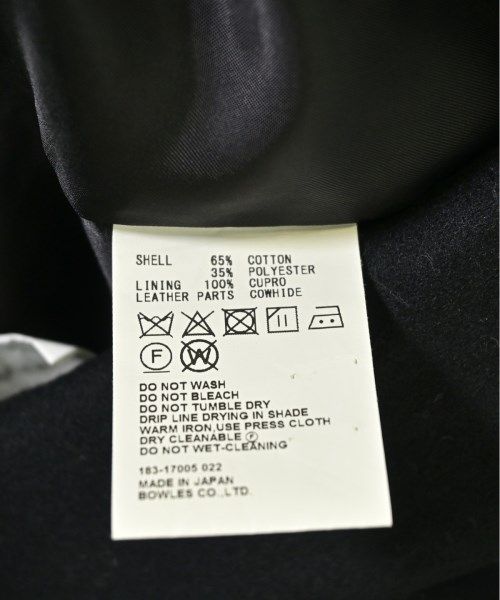 SHELL 65% COTTON
35% POLYESTER
LINING 100% CUPRO
LEATHER PARTS COWHIDE
F W
DO NOT WASH
DO NOT BLEACH
DO NOT TUMBLE DRY
DRIP LINE DRYING IN SHADE
WARM IRON,USE PRESS CLOTH
DRY CLEANABLE Ⓕ
DO NOT WET-CLEANING
183-17005 022
MADE IN JAPAN
BOWLES CO.,LTD.